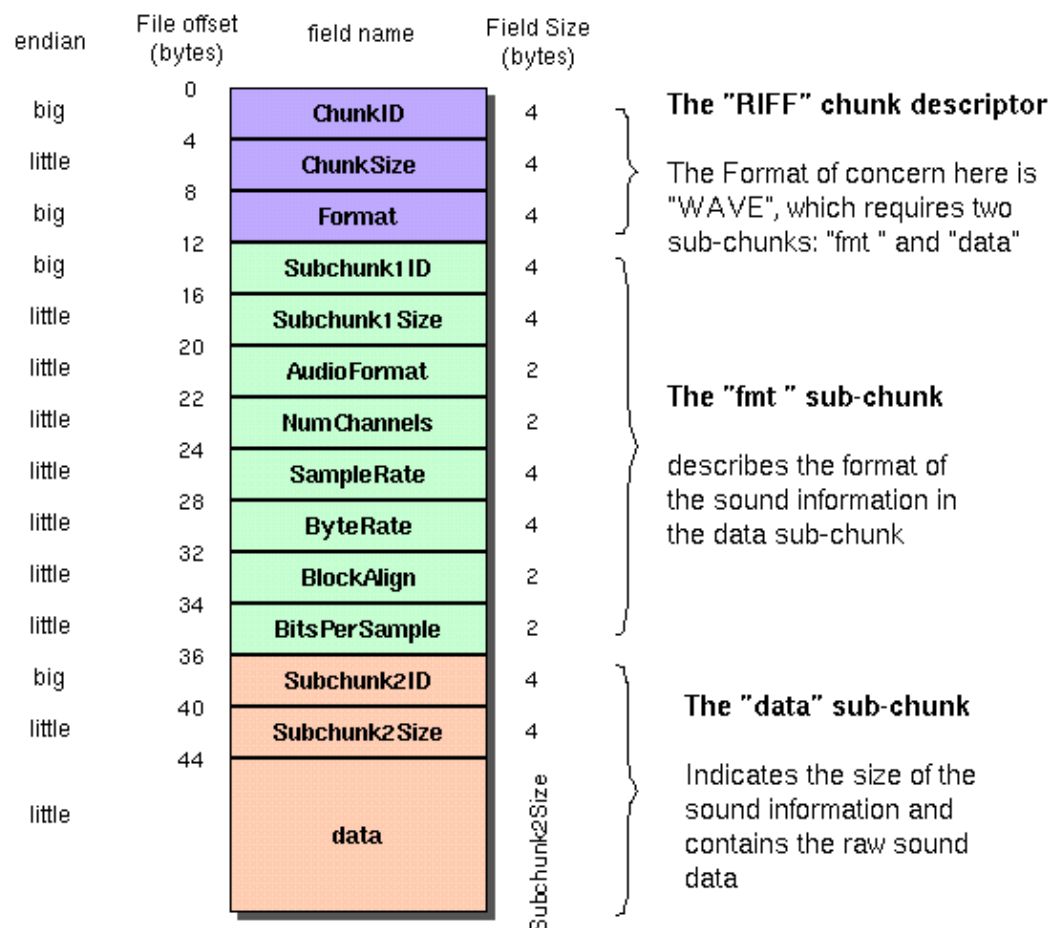 endian
File offset
(bytes)
field name
Field Size
(bytes)
0
big
ChunkID
4
The "RIFF" chunk descriptor
4
little
ChunkSize
4
The Format of concern here is
8
"WAVE", which requires two
big
Format
4
sub-chunks: "fmt " and "data"
12
big
Subchunk1ID
4
16
little
Subchunk1Size
4
20
little
AudioFormat
2
The "fmt " sub-chunk
22
little
NumChannels
2
24
describes the format of
little
SampleRate
4
the sound information in
28
the data sub-chunk
little
ByteRate
4
32
little
BlockAlign
2
34
little
BitsPerSample
2
36
big
Subchunk2ID
4
The "data" sub-chunk
40
little
Subchunk2Size
4
44
Indicates the size of the
sound information and
contains the raw sound
data
little
data
Subchunk2Size